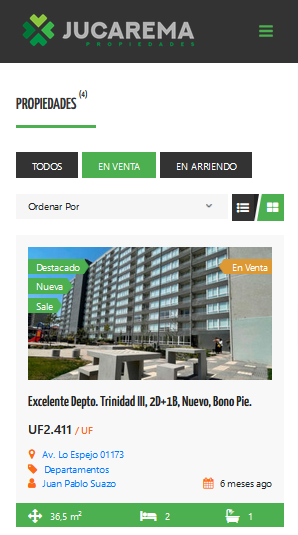 JUCAREMA
PROPIEDADES
PROPIEDADES (4)
TODOS
EN VENTA
EN ARRIENDO
Ordenar Por
Destacado
En Venta
Nueva
Sale
Excelente Depto. Trinidad III, 2D+1B, Nuevo, Bono Pie.
UF2.411 / UF
Av. Lo Espejo 01173
Departamentos
Juan Pablo Suazo
6 meses ago
36,5 m²
2
1